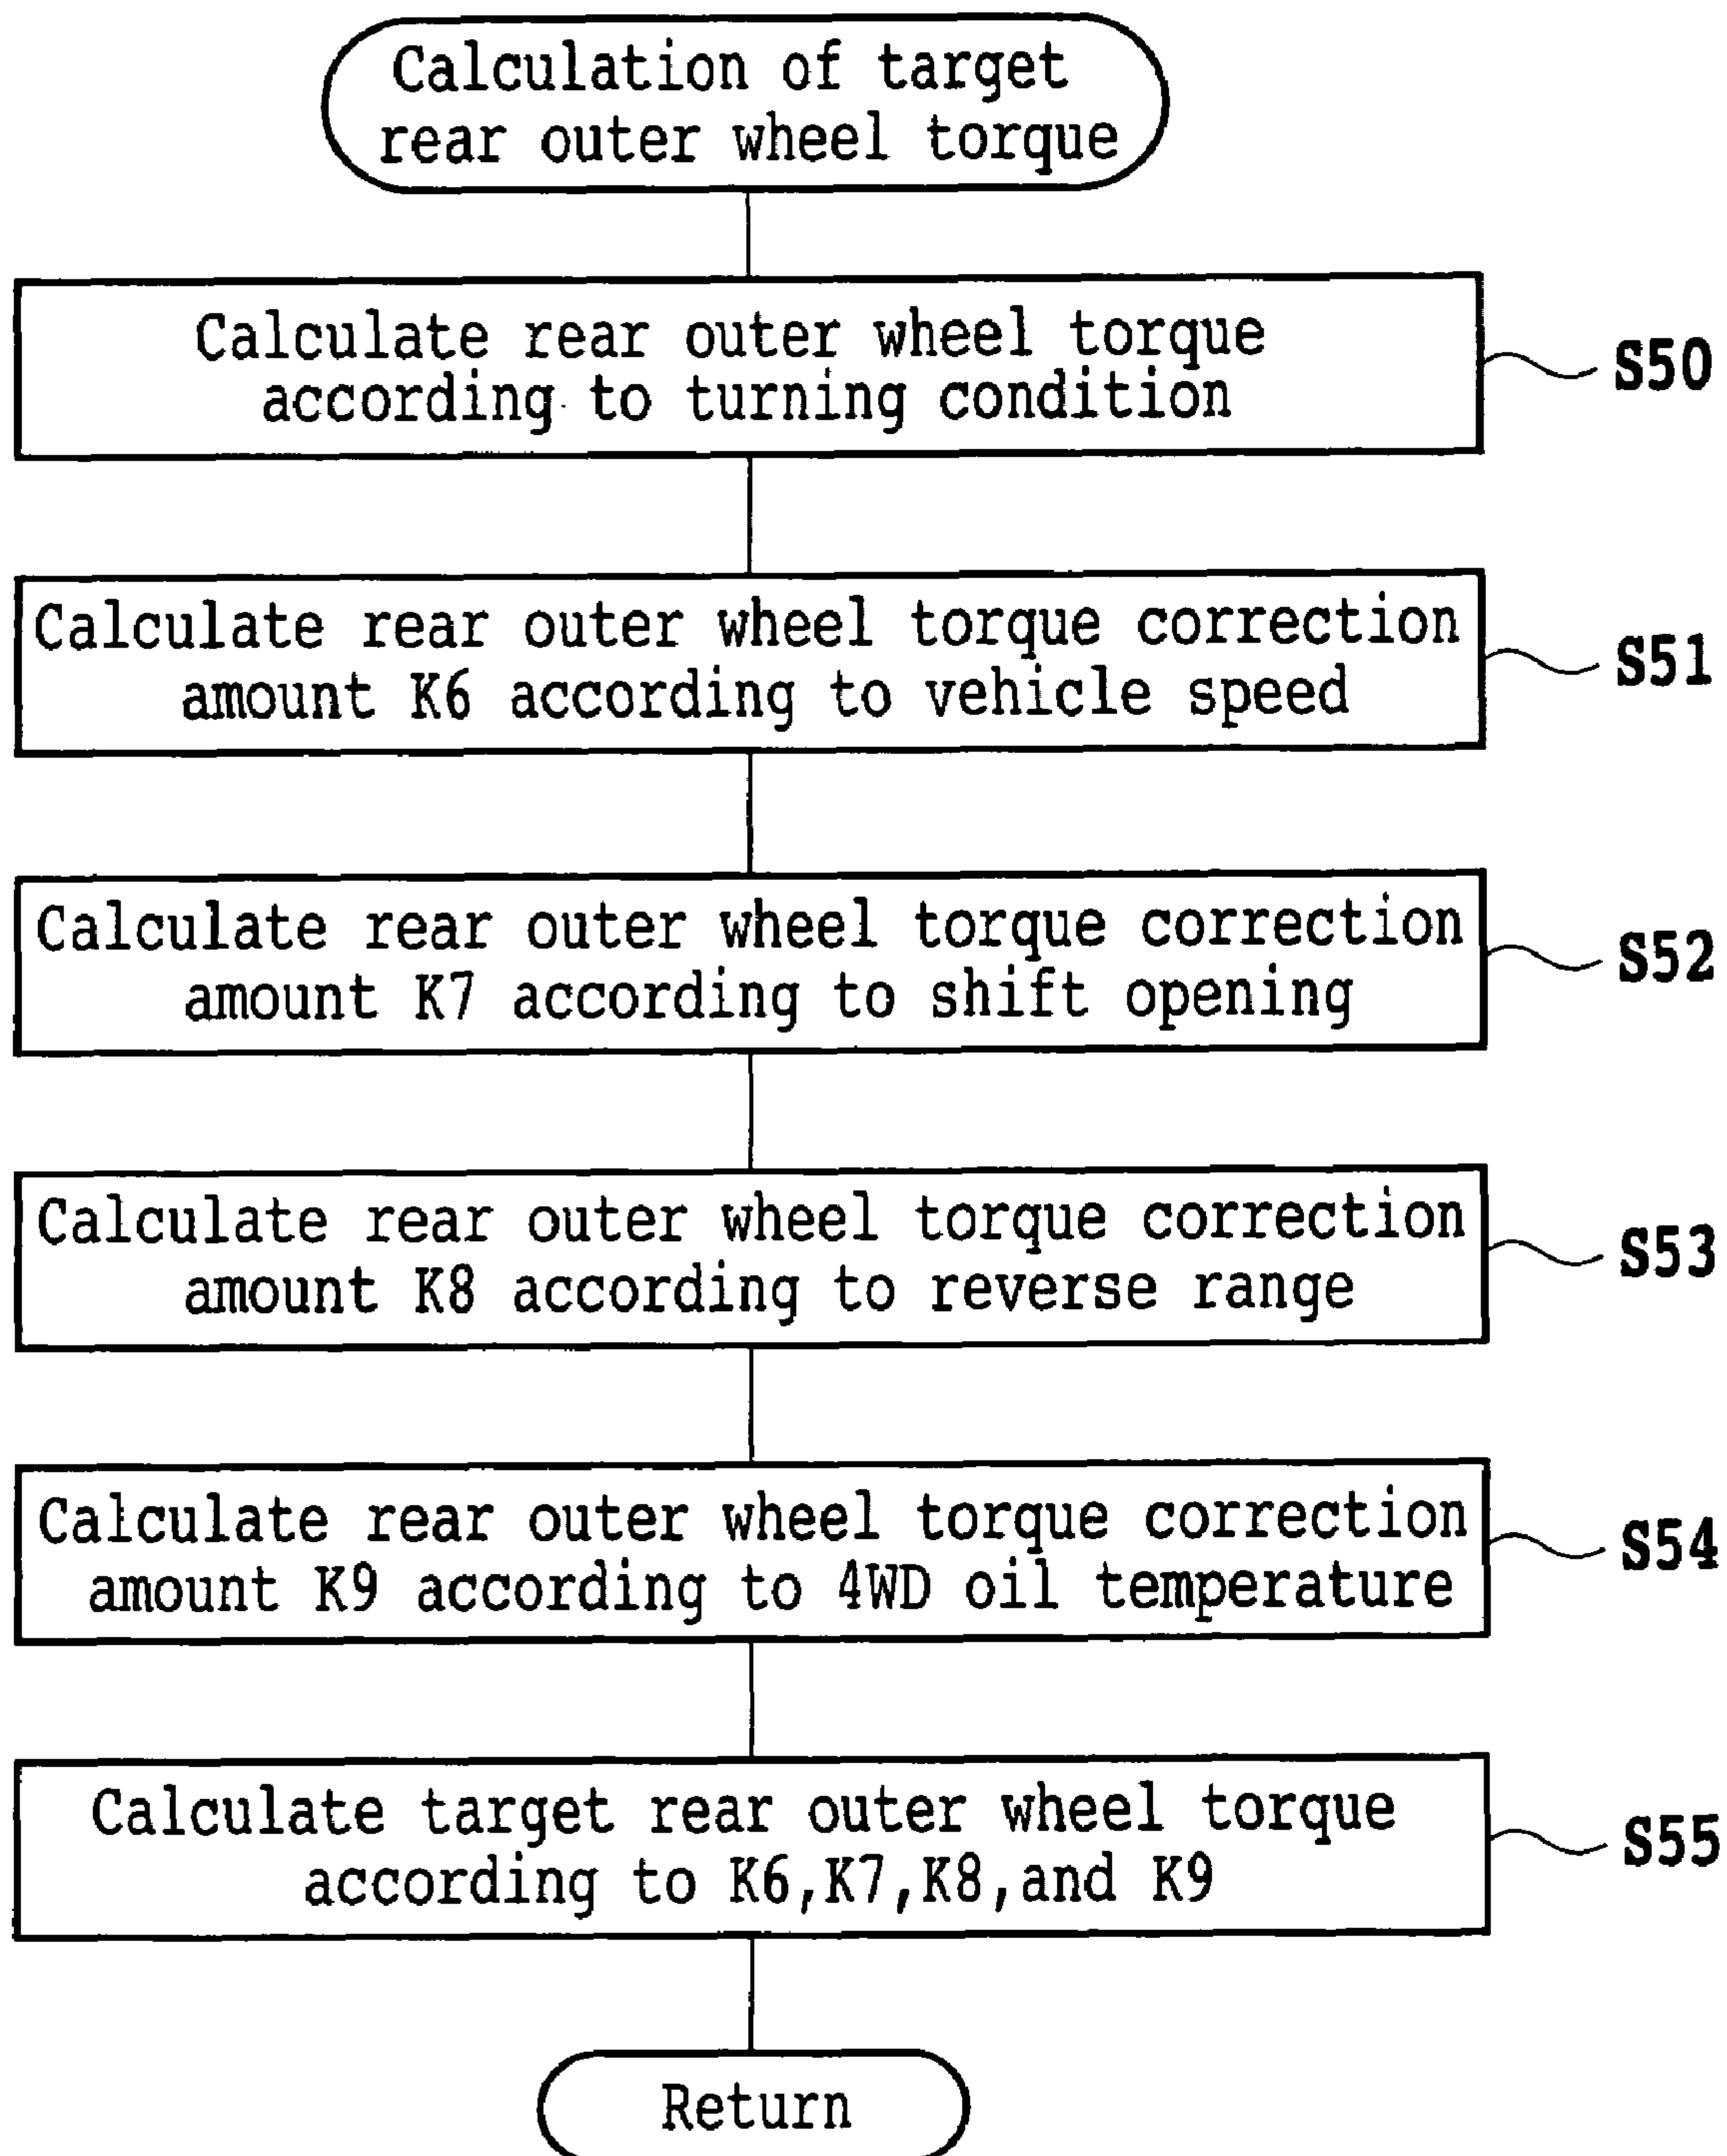 Calculation of target
rear outer wheel torque
Calculate rear outer wheel torque
according to turning condition
S50
Calculate rear outer wheel torque correction
amount K6 according to vehicle speed
S51
Calculate rear outer wheel torque correction
amount K7 according to shift opening
S52
Calculate rear outer wheel torque correction
amount K8 according to reverse range
S53
Calculate rear outer wheel torque correction
amount K9 according to 4WD oil temperature
S54
Calculate target rear outer wheel torque
according to K6,K7,K8,and K9
S55
Return